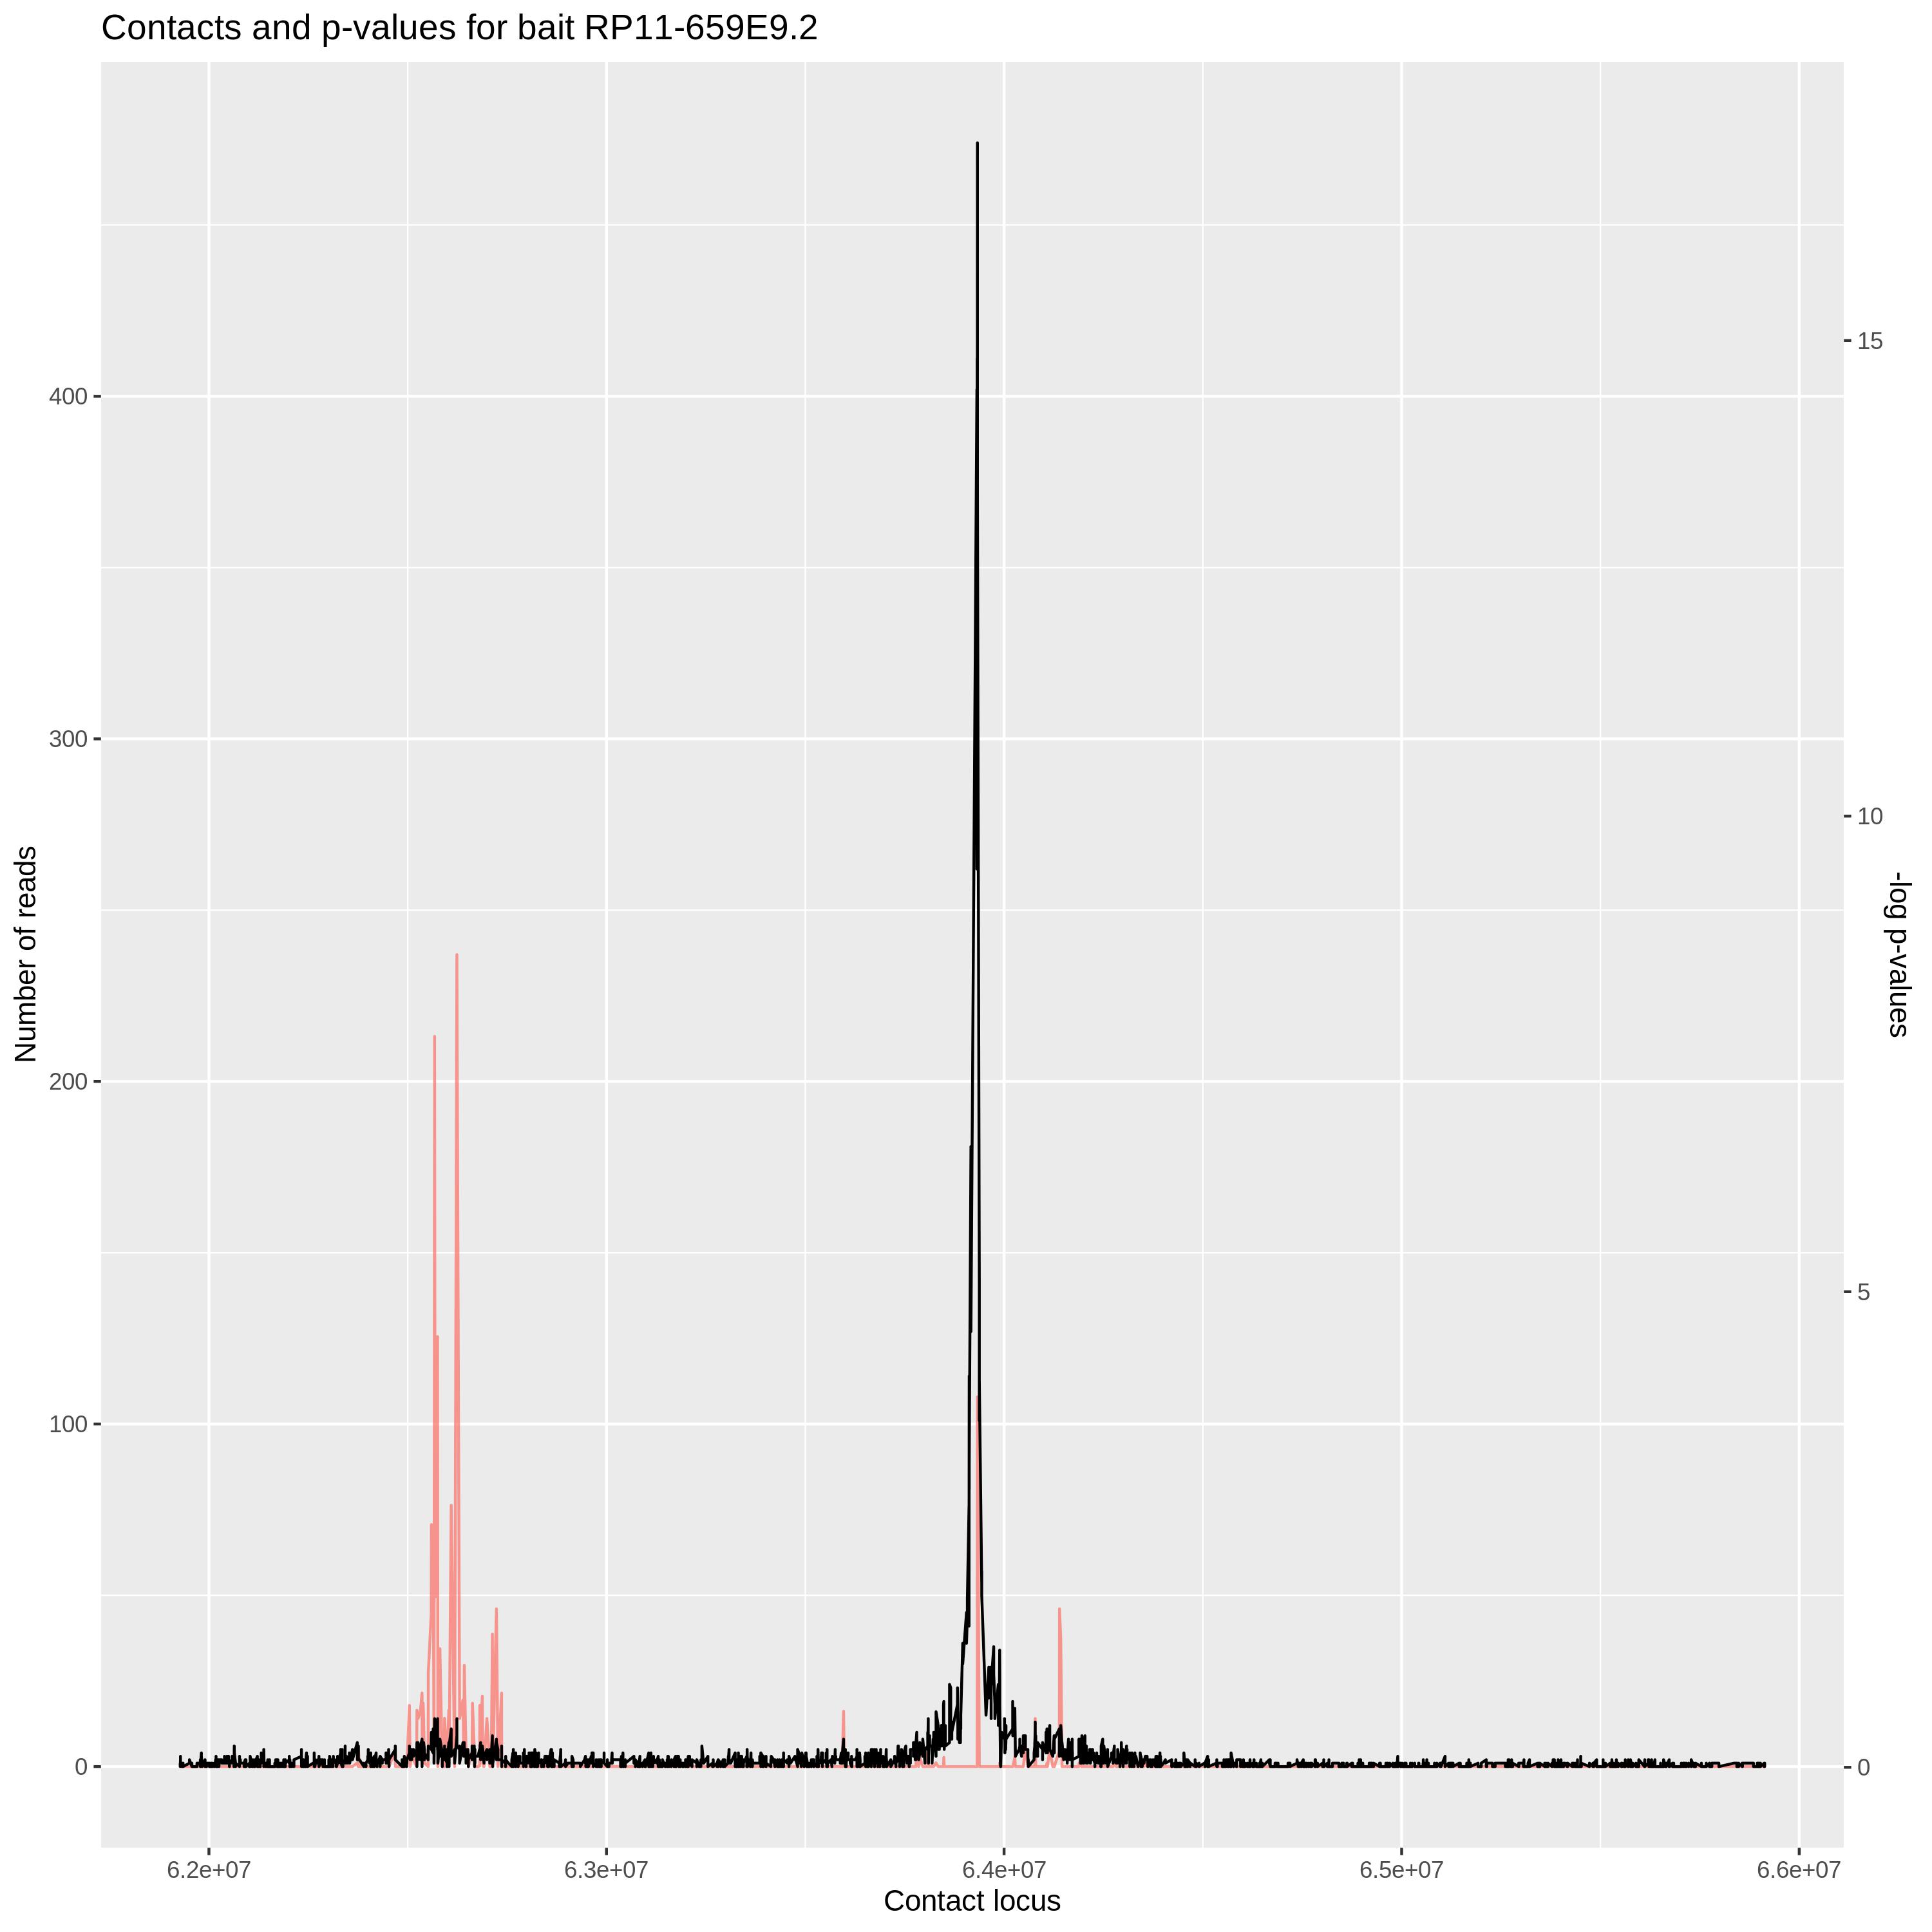 Contacts and p-values for bait RP11-659E9.2
Number of reads
400
300
200
100
0
15
10
5
0
-log p-values
6.2e+07
6.3e+07
6.4e+07
6.5e+07
6.6e+07
Contact locus